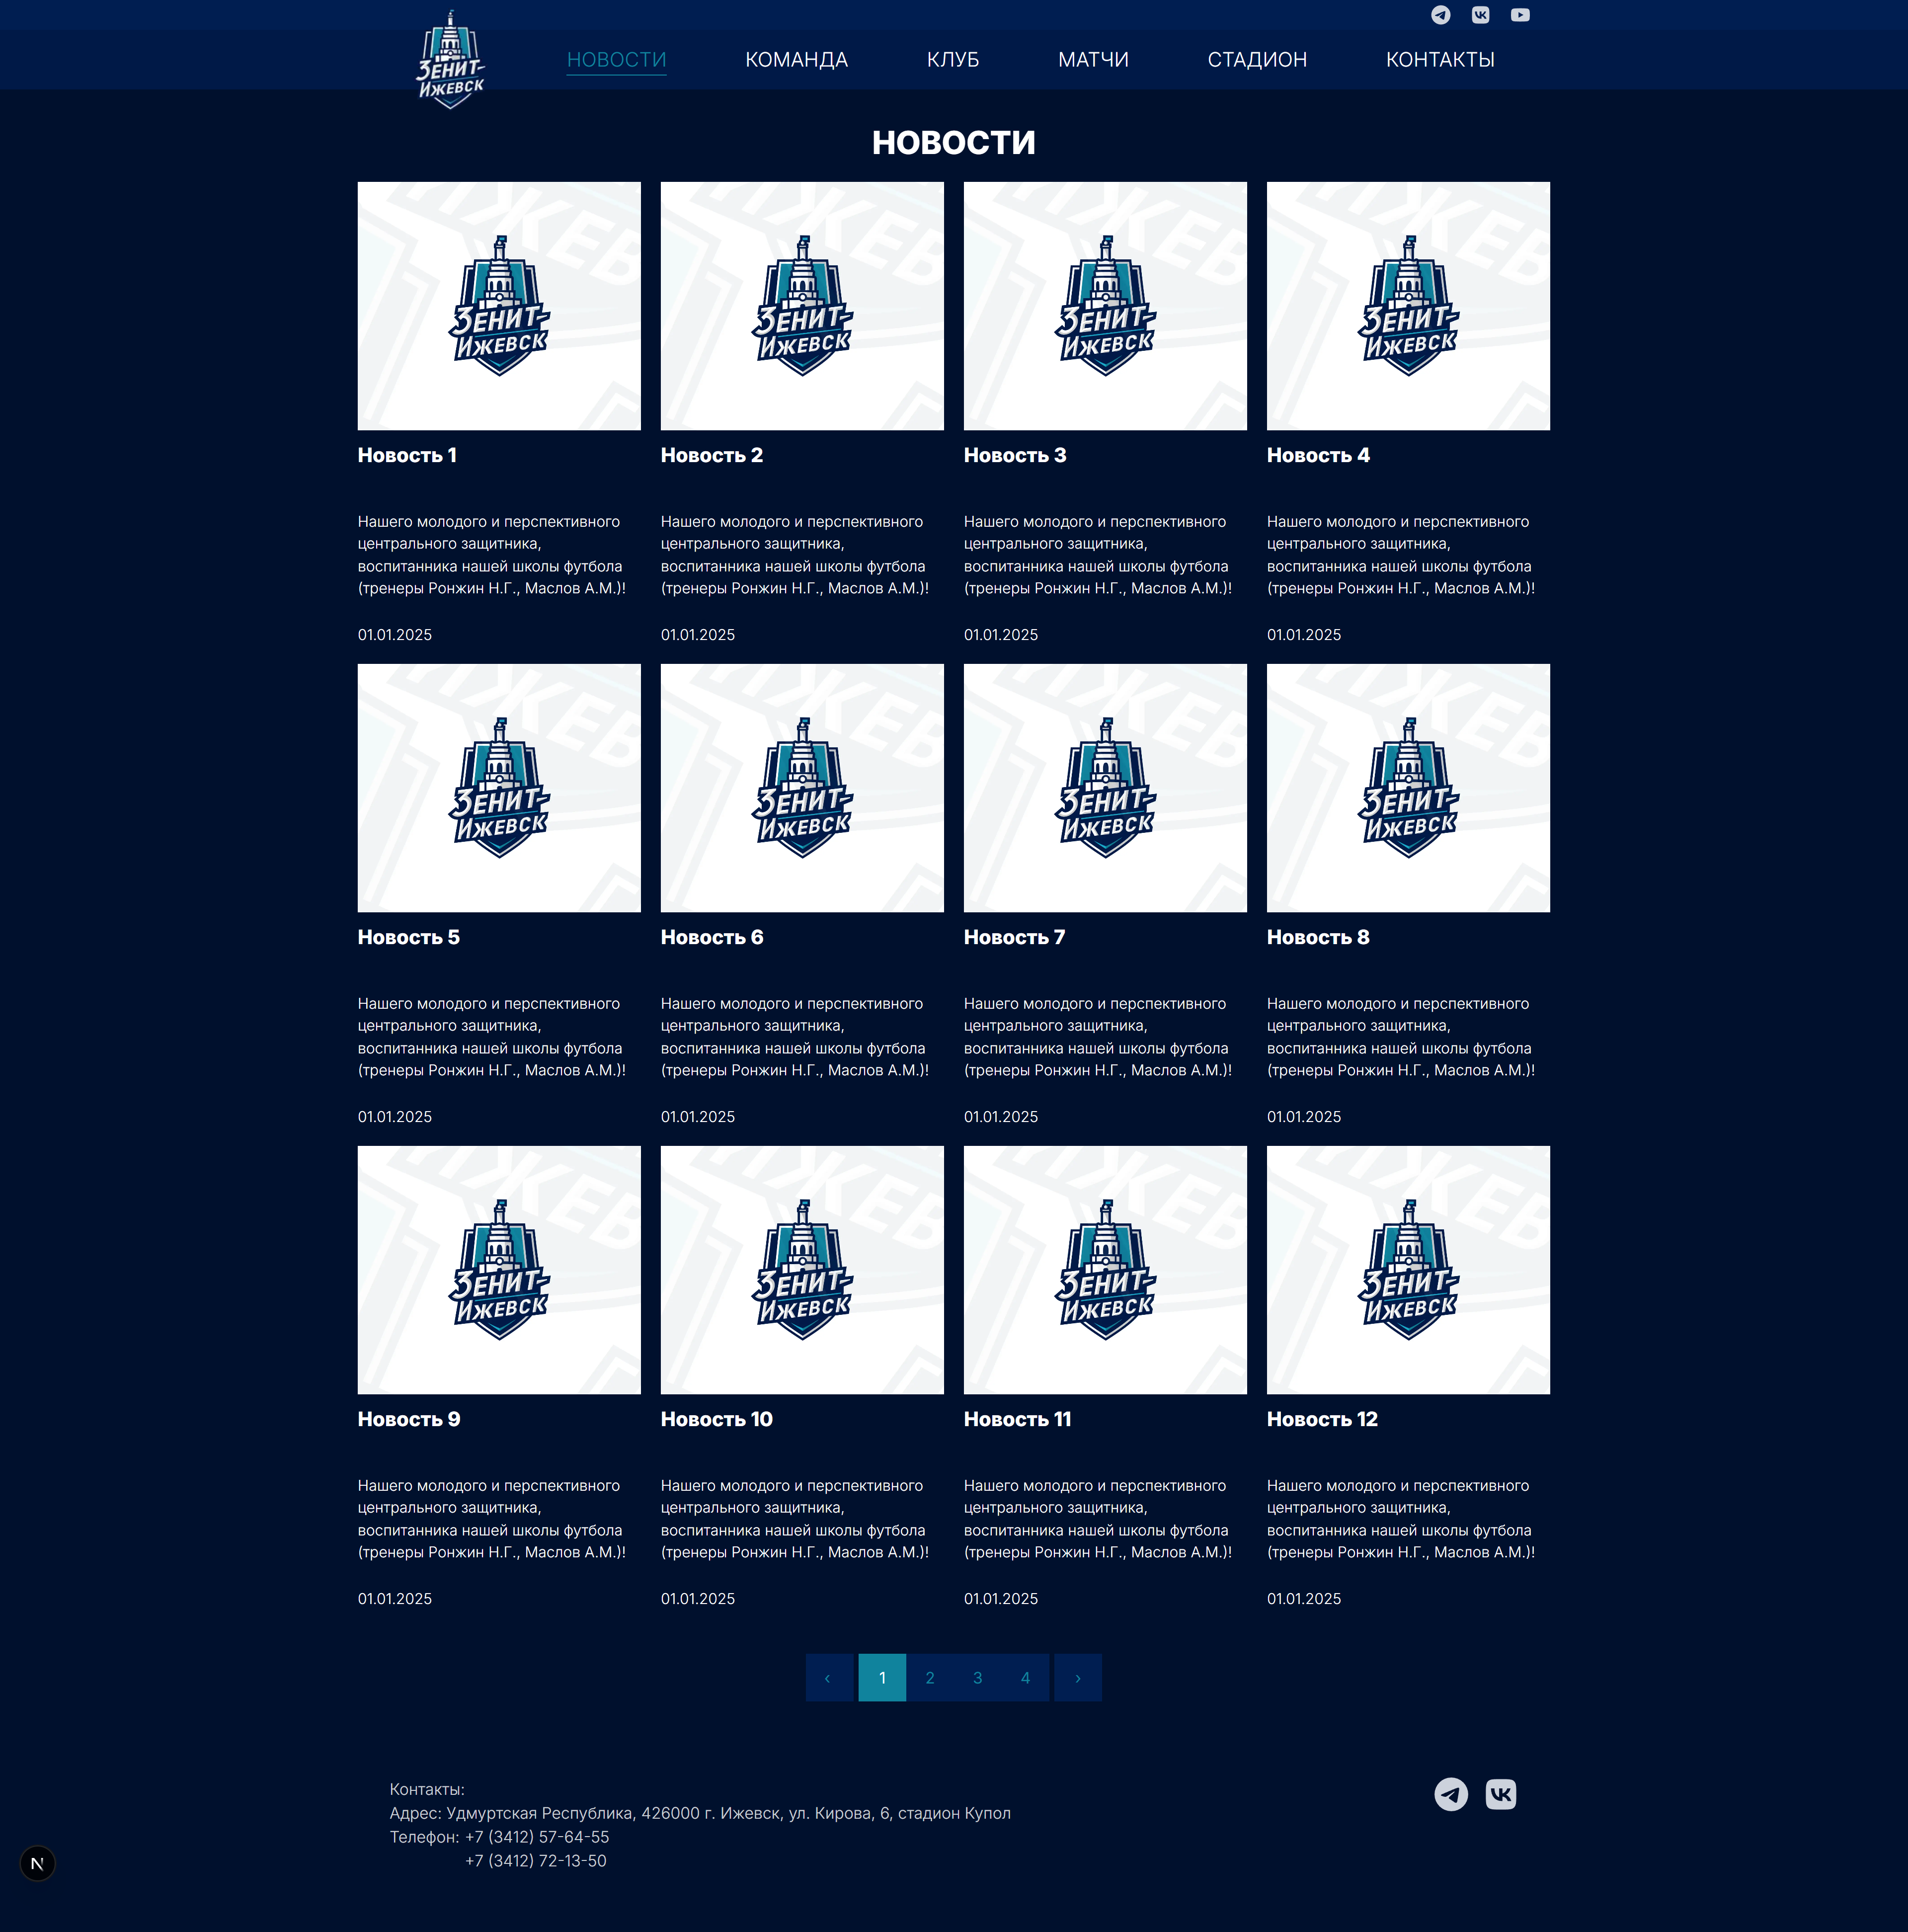 ЗЕНИТ-
ИЖЕВСК
НОВОСТИ КОМАНДА КЛУБ МАТЧИ СТАДИОН КОНТАКТЫ
НОВОСТИ
ЗЕНИТ-
ИЖЕВСК
ЗЕНИТ-
ИЖЕВСК
ЗЕНИТ-
ИЖЕВСК
ЗЕНИТ-
ИЖЕВСК
Новость 1
Нашего молодого и перспективного
центрального защитника,
воспитанника нашей школы футбола
(тренеры Ронжин Н.Г., Маслов А.М.)!
01.01.2025
Новость 2
Нашего молодого и перспективного
центрального защитника,
воспитанника нашей школы футбола
(тренеры Ронжин Н.Г., Маслов А.М.)!
01.01.2025
Новость 3
Нашего молодого и перспективного
центрального защитника,
воспитанника нашей школы футбола
(тренеры Ронжин Н.Г., Маслов А.М.)!
01.01.2025
Новость 4
Нашего молодого и перспективного
центрального защитника,
воспитанника нашей школы футбола
(тренеры Ронжин Н.Г., Маслов А.М.)!
01.01.2025
ЗЕНИТ-
ИЖЕВСК
ЗЕНИТ-
ИЖЕВСК
ЗЕНИТ-
ИЖЕВСК
ЗЕНИТ-
ИЖЕВСК
Новость 5
Нашего молодого и перспективного
центрального защитника,
воспитанника нашей школы футбола
(тренеры Ронжин Н.Г., Маслов А.М.)!
01.01.2025
Новость 6
Нашего молодого и перспективного
центрального защитника,
воспитанника нашей школы футбола
(тренеры Ронжин Н.Г., Маслов А.М.)!
01.01.2025
Новость 7
Нашего молодого и перспективного
центрального защитника,
воспитанника нашей школы футбола
(тренеры Ронжин Н.Г., Маслов А.М.)!
01.01.2025
Новость 8
Нашего молодого и перспективного
центрального защитника,
воспитанника нашей школы футбола
(тренеры Ронжин Н.Г., Маслов А.М.)!
01.01.2025
ЗЕНИТ-
ИЖЕВСК
ЗЕНИТ-
ИЖЕВСК
ЗЕНИТ-
ИЖЕВСК
ЗЕНИТ-
ИЖЕВСК
Новость 9
Нашего молодого и перспективного
центрального защитника,
воспитанника нашей школы футбола
(тренеры Ронжин Н.Г., Маслов А.М.)!
01.01.2025
Новость 10
Нашего молодого и перспективного
центрального защитника,
воспитанника нашей школы футбола
(тренеры Ронжин Н.Г., Маслов А.М.)!
01.01.2025
Новость 11
Нашего молодого и перспективного
центрального защитника,
воспитанника нашей школы футбола
(тренеры Ронжин Н.Г., Маслов А.М.)!
01.01.2025
Новость 12
Нашего молодого и перспективного
центрального защитника,
воспитанника нашей школы футбола
(тренеры Ронжин Н.Г., Маслов А.М.)!
01.01.2025
‹ 1 2 3 4 ›
Контакты:
Адрес: Удмуртская Республика, 426000 г. Ижевск, ул. Кирова, 6, стадион Купол
Телефон: +7 (3412) 57-64-55
+7 (3412) 72-13-50